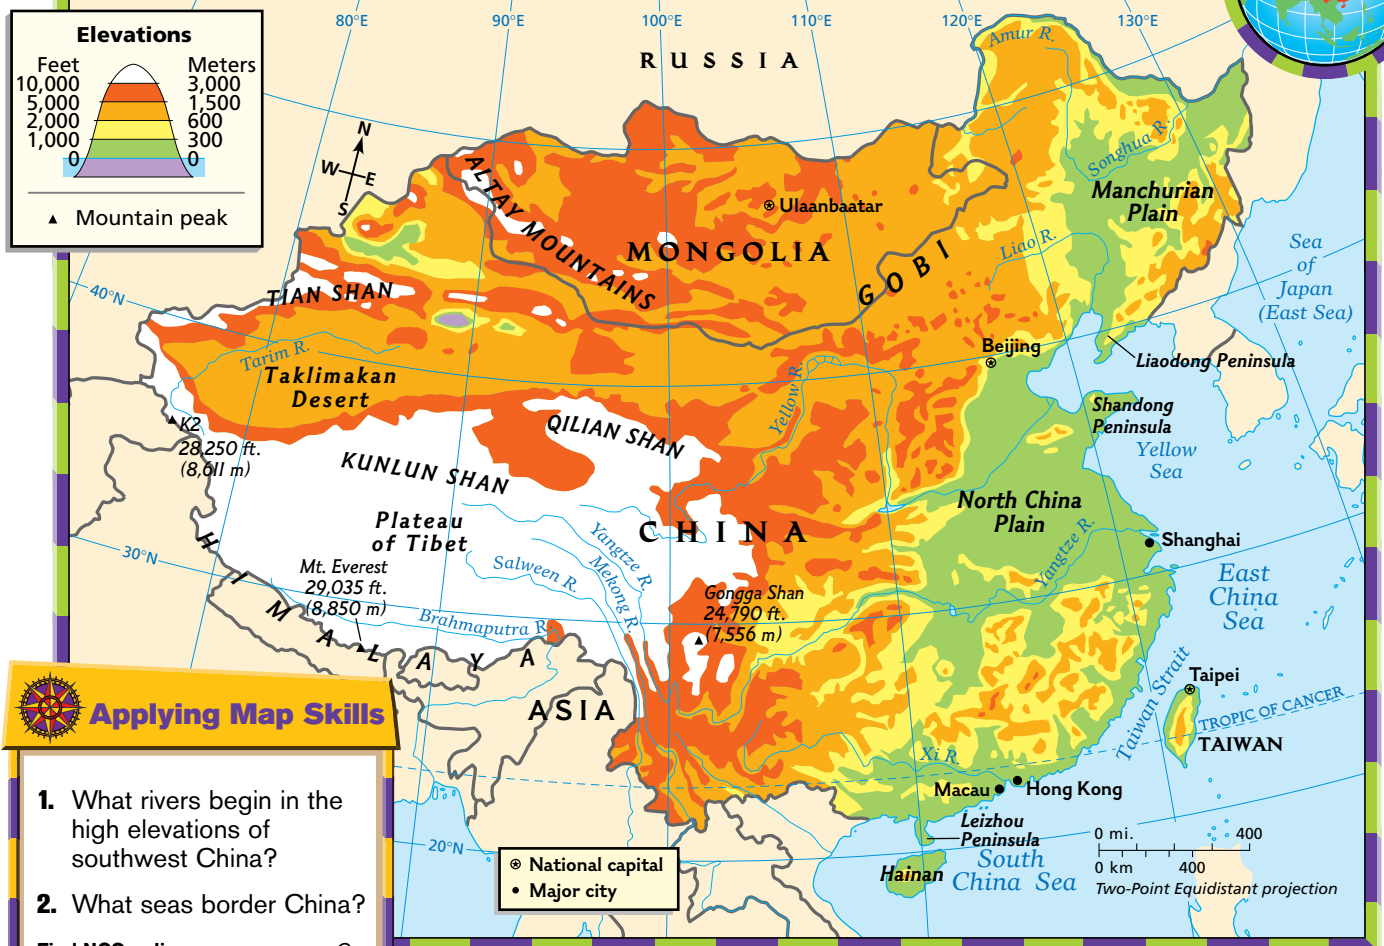 80°E
90°E
100°E
110°E
120°E
130°E
Elevations
Feet
Meters
10,000
3,000
5,000
1,500
2,000
600
1,000
300
0
0
▲ Mountain peak
N
W
E
S
RUSSIA
Amur R.
Songhua R.
Manchurian
Plain
Liao R.
Sea
of
Japan
(East Sea)
ALTAY MOUNTAINS
Ulaanbaatar
MONGOLIA
GOBI
40°N
TIAN SHAN
Tarim R.
Taklimakan
Desert
Beijing
Liaodong Peninsula
Yellow R.
Shandong
Peninsula
Yellow
Sea
K2
28,250 ft.
(8,611 m)
QILIAN SHAN
KUNLUN SHAN
North China
Plain
Plateau
of Tibet
CHINA
Yangtze R.
Yangtze R.
Shanghai
30°N
Mt. Everest
29,035 ft.
(8,850 m)
Salween R.
Mekong R.
Gongga Shan
24,790 ft.
(7,556 m)
East
China
Sea
Brahmaputra R.
HIMALAYA
ASIA
Taiwan Strait
Taipei
TROPIC OF CANCER
TAIWAN
Xi R.
Macau
Hong Kong
Leizhou
Peninsula
20°N
Hainan
South
China Sea
0 mi.
400
0 km
400
Two-Point Equidistant projection
National capital
Major city
Applying Map Skills
1. What rivers begin in the
high elevations of
southwest China?
2. What seas border China?